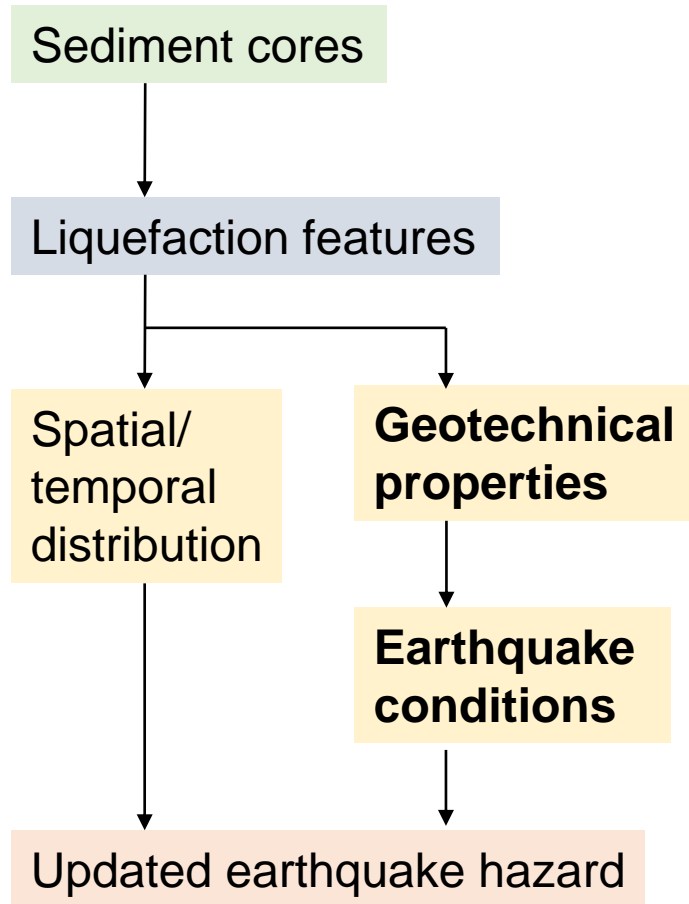 Sediment cores
Liquefaction features
Spatial/
temporal
distribution
Geotechnical
properties
Earthquake
conditions
Updated earthquake hazard